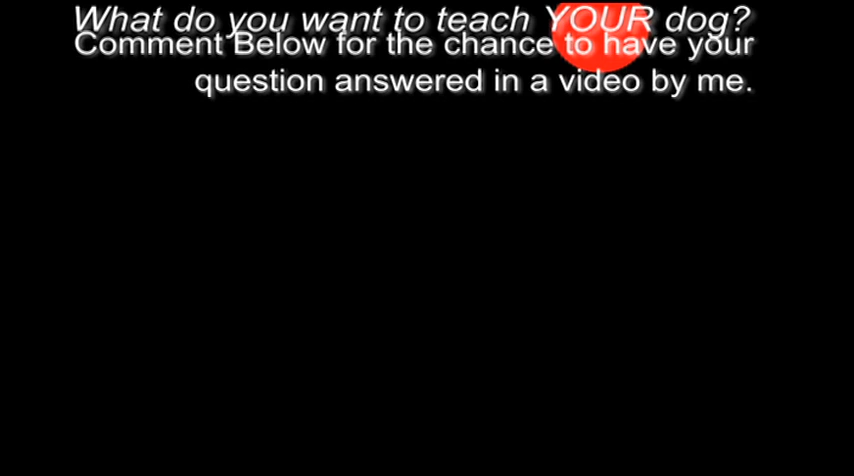 What do you want to teach YOUR dog?
Comment Below for the chance to have your
question answered in a video by me.